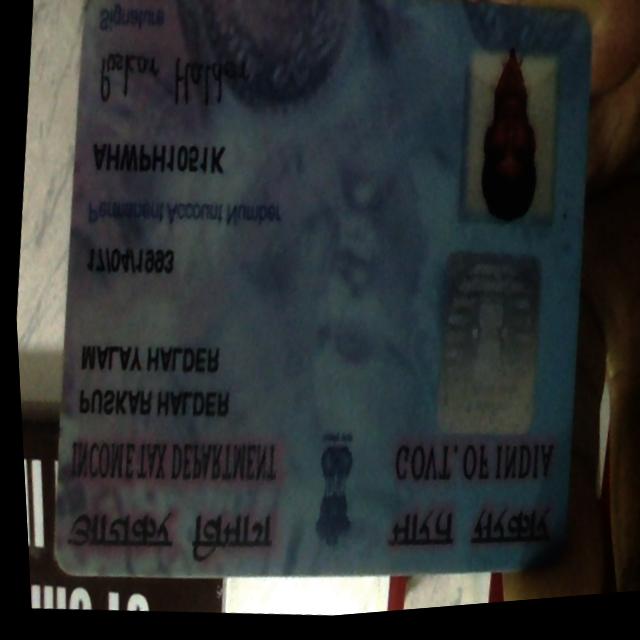 आयकर विभाग
भारत सरकार
INCOME TAX DEPARTMENT
GOVT. OF INDIA
PUSKAR HALDER
MALAY HALDER
17/04/1993
Permanent Account Number
AHWPH1051K
Puskar Halder
Signature